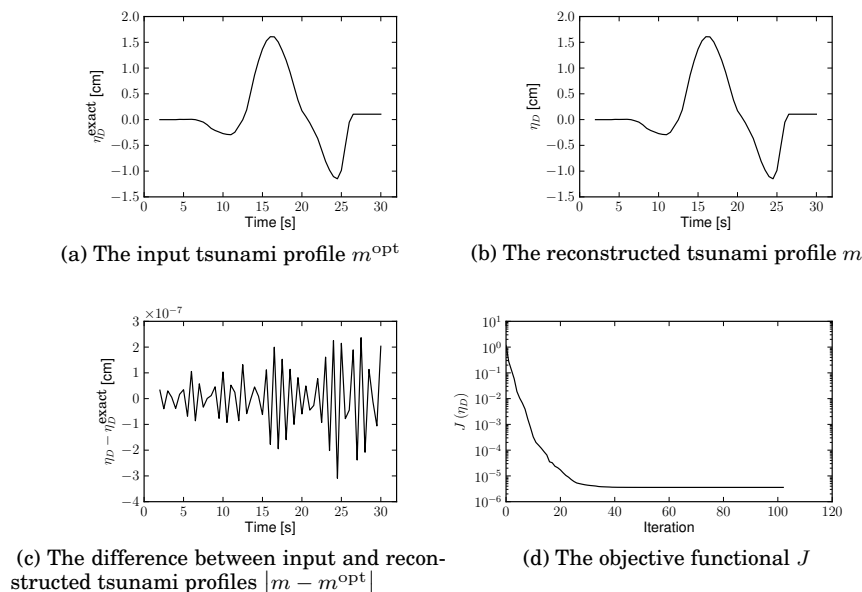 2.0
1.5
1.0
0.5
0.0
−0.5
−1.0
−1.5
η_D^exact [cm]
0 5 10 15 20 25 30
Time [s]
(a) The input tsunami profile m^opt
2.0
1.5
1.0
0.5
0.0
−0.5
−1.0
−1.5
η_D [cm]
0 5 10 15 20 25 30
Time [s]
(b) The reconstructed tsunami profile m
×10^−7
3
2
1
0
−1
−2
−3
−4
η_D − η_D^exact [cm]
0 5 10 15 20 25 30
Time [s]
(c) The difference between input and recon-
structed tsunami profiles |m − m^opt|
10^1
10^0
10^−1
10^−2
10^−3
10^−4
10^−5
10^−6
J (η_D)
0 20 40 60 80 100 120
Iteration
(d) The objective functional J